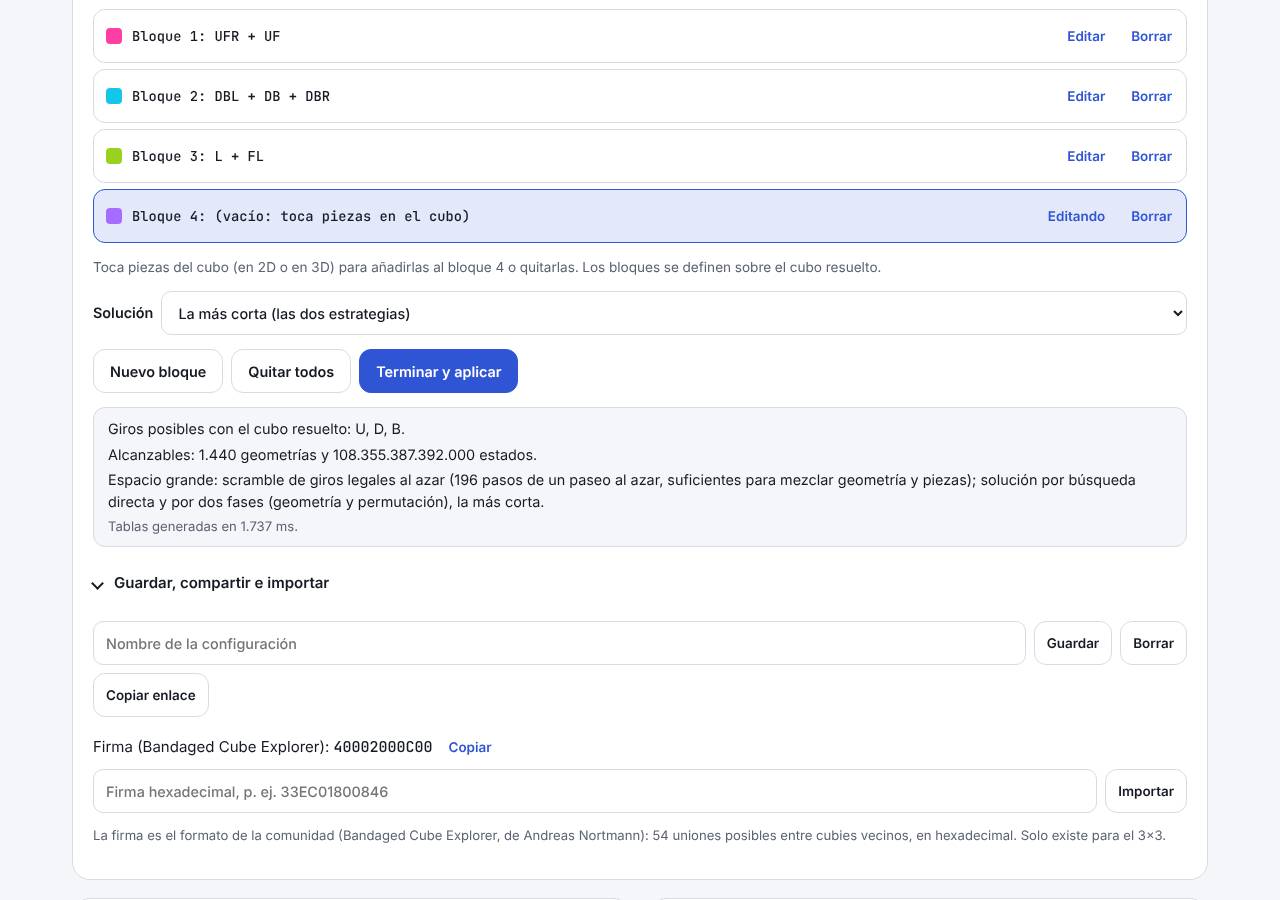 Bloque 1: UFR + UF
Editar
Borrar
Bloque 2: DBL + DB + DBR
Editar
Borrar
Bloque 3: L + FL
Editar
Borrar
Bloque 4: (vacío: toca piezas en el cubo)
Editando
Borrar
Toca piezas del cubo (en 2D o en 3D) para añadirlas al bloque 4 o quitarlas. Los bloques se definen sobre el cubo resuelto.
Solución
La más corta (las dos estrategias)
Nuevo bloque
Quitar todos
Terminar y aplicar
Giros posibles con el cubo resuelto: U, D, B.
Alcanzables: 1.440 geometrías y 108.355.387.392.000 estados.
Espacio grande: scramble de giros legales al azar (196 pasos de un paseo al azar, suficientes para mezclar geometría y piezas); solución por búsqueda
directa y por dos fases (geometría y permutación), la más corta.
Tablas generadas en 1.737 ms.
Guardar, compartir e importar
Nombre de la configuración
Guardar
Borrar
Copiar enlace
Firma (Bandaged Cube Explorer): 40002000C00
Copiar
Firma hexadecimal, p. ej. 33EC01800846
Importar
La firma es el formato de la comunidad (Bandaged Cube Explorer, de Andreas Nortmann): 54 uniones posibles entre cubies vecinos, en hexadecimal. Solo existe para el 3×3.